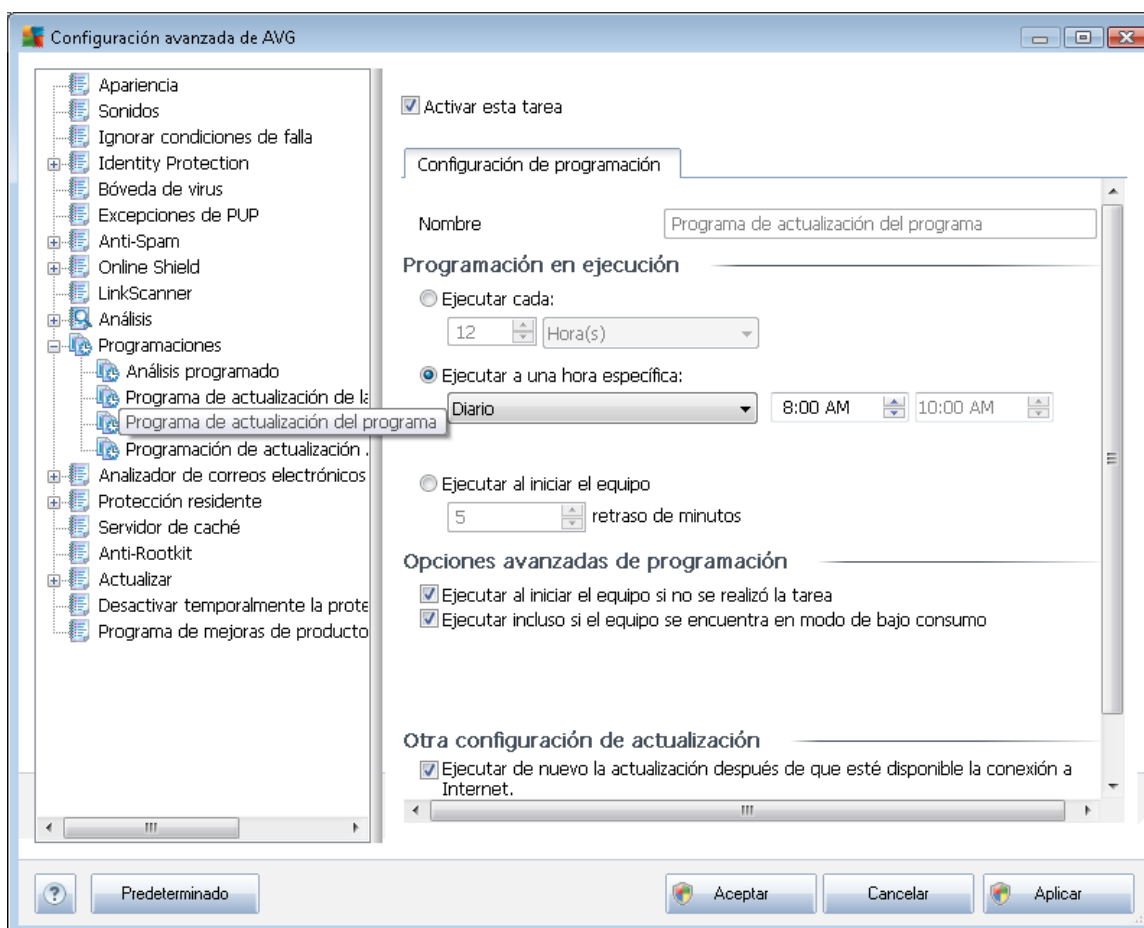 Configuración avanzada de AVG
Apariencia
Sonidos
Ignorar condiciones de falla
Identity Protection
Bóveda de virus
Excepciones de PUP
Anti-Spam
Online Shield
LinkScanner
Análisis
Programaciones
Análisis programado
Programa de actualización de la
Programa de actualización del programa
Programación de actualización .
Analizador de correos electrónicos
Protección residente
Servidor de caché
Anti-Rootkit
Actualizar
Desactivar temporalmente la prote
Programa de mejoras de producto
Activar esta tarea
Configuración de programación
Nombre
Programa de actualización del programa
Programación en ejecución
Ejecutar cada:
12
Hora(s)
Ejecutar a una hora específica:
Diario
8:00 AM
10:00 AM
Ejecutar al iniciar el equipo
5
retraso de minutos
Opciones avanzadas de programación
Ejecutar al iniciar el equipo si no se realizó la tarea
Ejecutar incluso si el equipo se encuentra en modo de bajo consumo
Otra configuración de actualización
Ejecutar de nuevo la actualización después de que esté disponible la conexión a
Internet.
?
Predeterminado
Aceptar
Cancelar
Aplicar